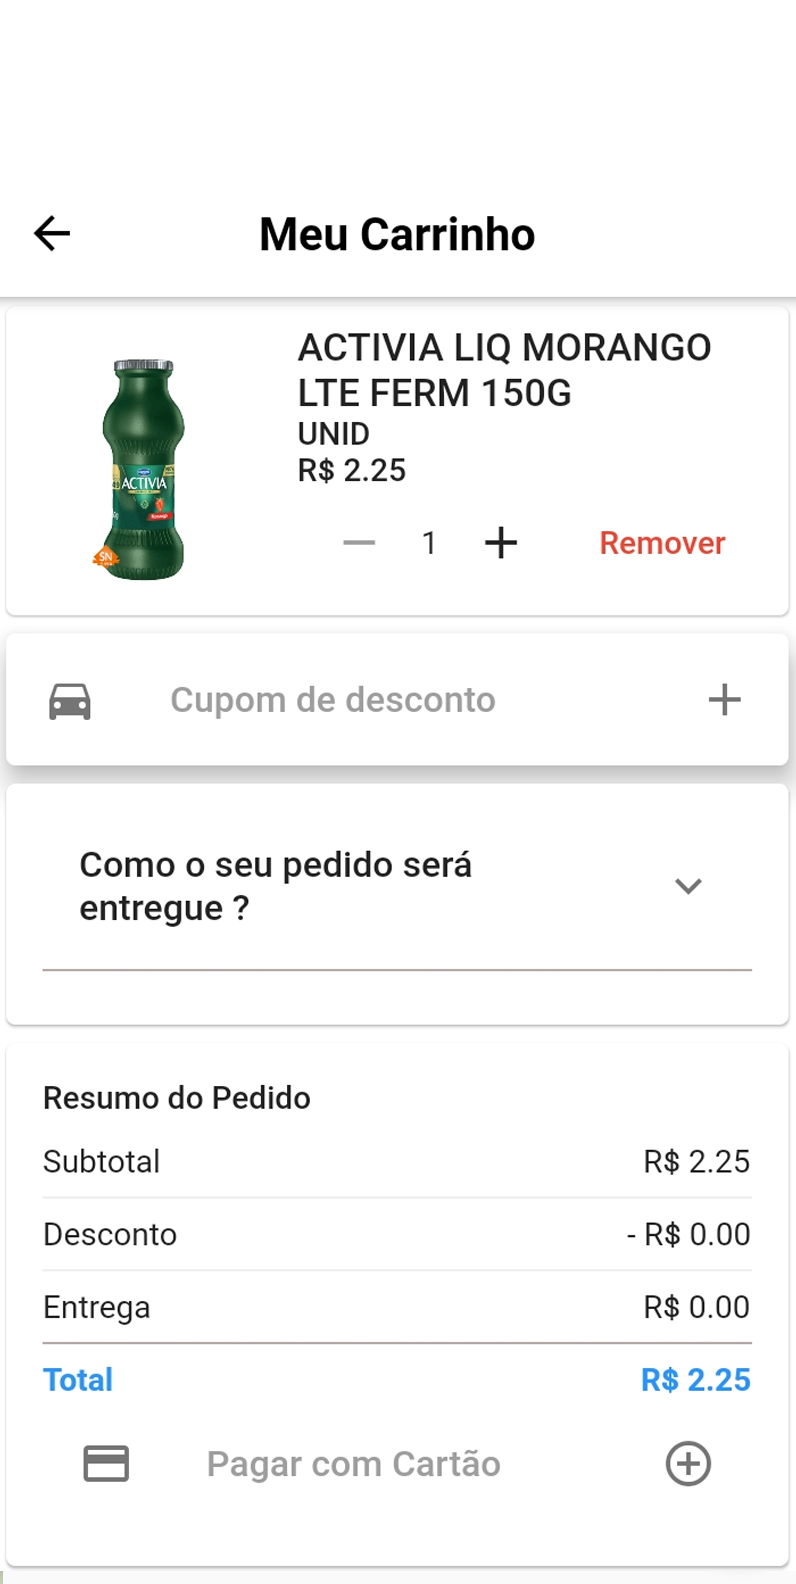 Meu Carrinho
ACTIVIA LIQ MORANGO
LTE FERM 150G
UNID
R$ 2.25
1
Remover
ACTIVIA
SN
Cupom de desconto
Como o seu pedido será
entregue ?
Resumo do Pedido
Subtotal R$ 2.25
Desconto - R$ 0.00
Entrega R$ 0.00
Total R$ 2.25
Pagar com Cartão